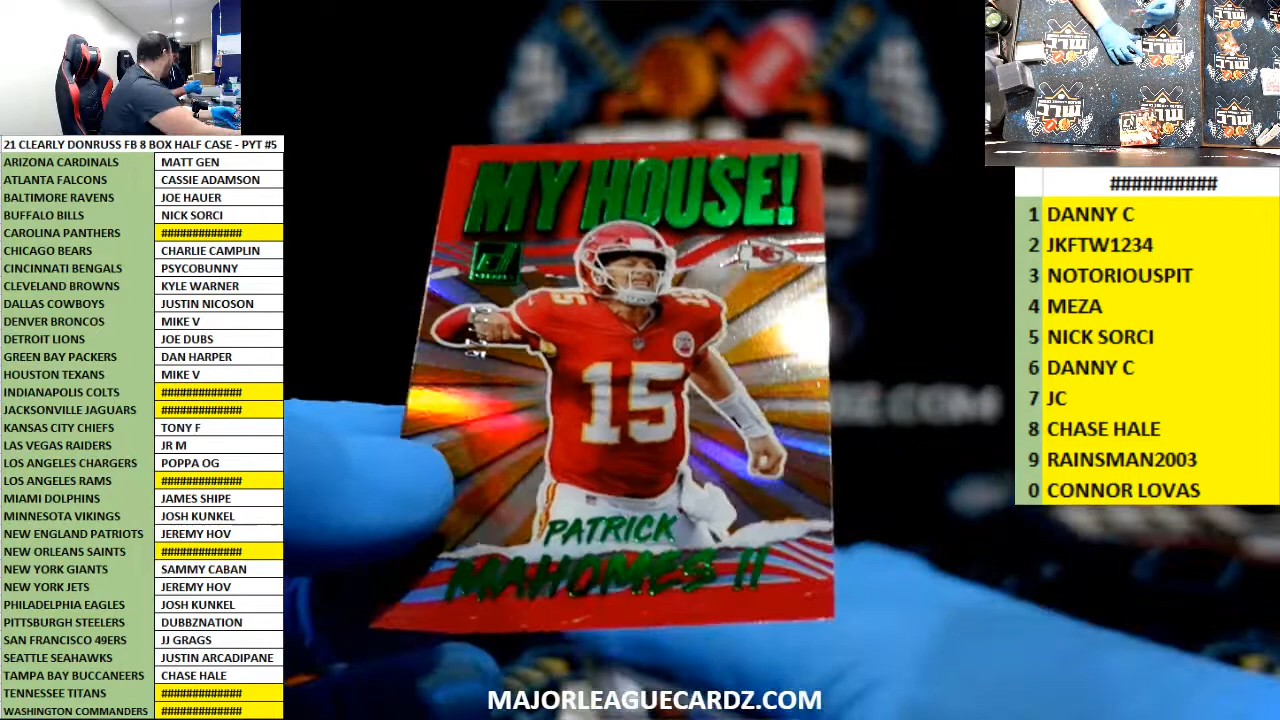 21 CLEARLY DONRUSS FB 8 BOX HALF CASE - PYT #5
ARIZONA CARDINALS MATT GEN
ATLANTA FALCONS CASSIE ADAMSON
BALTIMORE RAVENS JOE HAUER
BUFFALO BILLS NICK SORCI
CAROLINA PANTHERS #############
CHICAGO BEARS CHARLIE CAMPLIN
CINCINNATI BENGALS PSYCOBUNNY
CLEVELAND BROWNS KYLE WARNER
DALLAS COWBOYS JUSTIN NICOSON
DENVER BRONCOS MIKE V
DETROIT LIONS JOE DUBS
GREEN BAY PACKERS DAN HARPER
HOUSTON TEXANS MIKE V
INDIANAPOLIS COLTS #############
JACKSONVILLE JAGUARS #############
KANSAS CITY CHIEFS TONY F
LAS VEGAS RAIDERS JR M
LOS ANGELES CHARGERS POPPA OG
LOS ANGELES RAMS #############
MIAMI DOLPHINS JAMES SHIPE
MINNESOTA VIKINGS JOSH KUNKEL
NEW ENGLAND PATRIOTS JEREMY HOV
NEW ORLEANS SAINTS #############
NEW YORK GIANTS SAMMY CABAN
NEW YORK JETS JEREMY HOV
PHILADELPHIA EAGLES JOSH KUNKEL
PITTSBURGH STEELERS DUBBZNATION
SAN FRANCISCO 49ERS JJ GRAGS
SEATTLE SEAHAWKS JUSTIN ARCADIPANE
TAMPA BAY BUCCANEERS CHASE HALE
TENNESSEE TITANS #############
WASHINGTON COMMANDERS #############
MY HOUSE!
KC
15
15
15
PATRICK
MAHOMES II
MAJORLEAGUECARDZ.COM
##########
1 DANNY C
2 JKFTW1234
3 NOTORIOUSPIT
4 MEZA
5 NICK SORCI
6 DANNY C
7 JC
8 CHASE HALE
9 RAINSMAN2003
0 CONNOR LOVAS